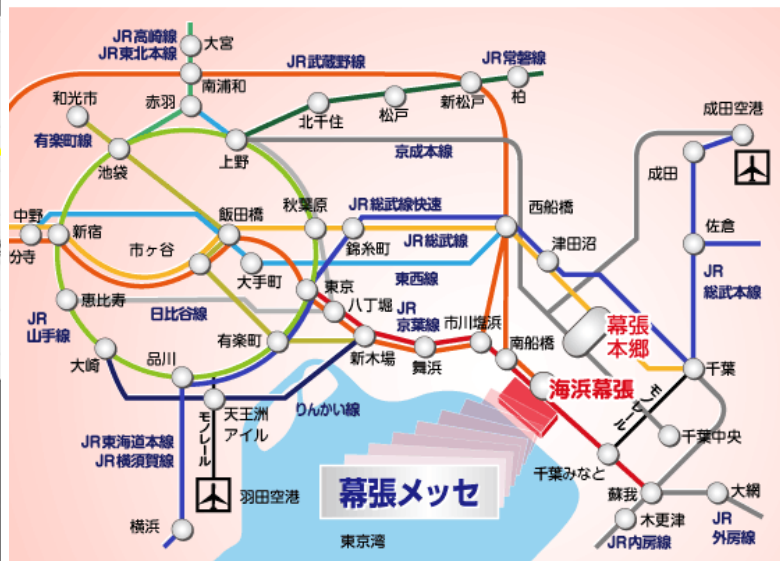 JR高崎線
JR東北本線
大宮
JR武蔵野線
JR常磐線
南浦和
新松戸
柏
和光市
赤羽
北千住
松戸
成田空港
有楽町線
池袋
上野
京成本線
成田
中野
新宿
飯田橋
秋葉原
JR総武線快速
西船橋
佐倉
分寺
市ヶ谷
錦糸町
JR総武線
津田沼
大手町
東西線
JR
総武本線
恵比寿
日比谷線
東京
八丁堀
JR
京葉線
市川塩浜
幕張
本郷
JR
山手線
大崎
品川
有楽町
新木場
舞浜
南船橋
千葉
海浜幕張
モノレール
りんかい線
天王洲
アイル
モノレール
千葉中央
JR東海道本線
JR横須賀線
千葉みなと
幕張メッセ
羽田空港
蘇我
大網
横浜
東京湾
木更津
JR内房線
JR
外房線